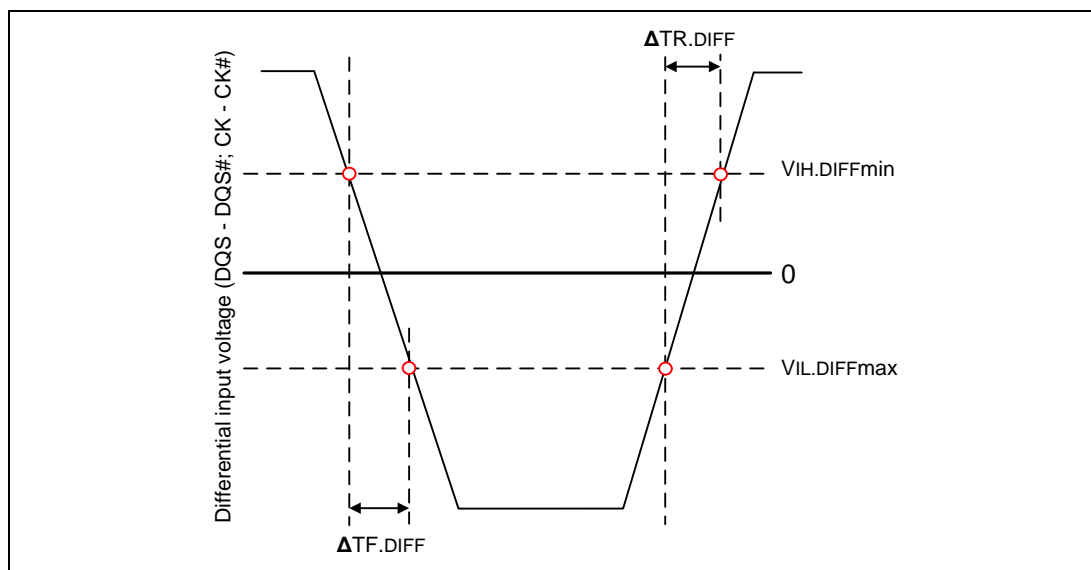 ΔTR.DIFF
Differential input voltage (DQS - DQS#; CK - CK#)
VIH.DIFFmin
0
VIL.DIFFmax
ΔTF.DIFF